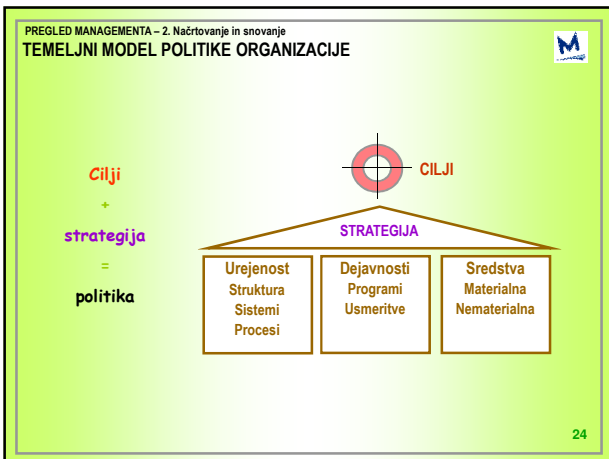 PREGLED MANAGEMENTA – 2. Načrtovanje in snovanje
TEMELJNI MODEL POLITIKE ORGANIZACIJE
M
Cilji
+
strategija
=
politika
CILJI
STRATEGIJA
Urejenost
Struktura
Sistemi
Procesi
Dejavnosti
Programi
Usmeritve
Sredstva
Materialna
Nematerialna
24